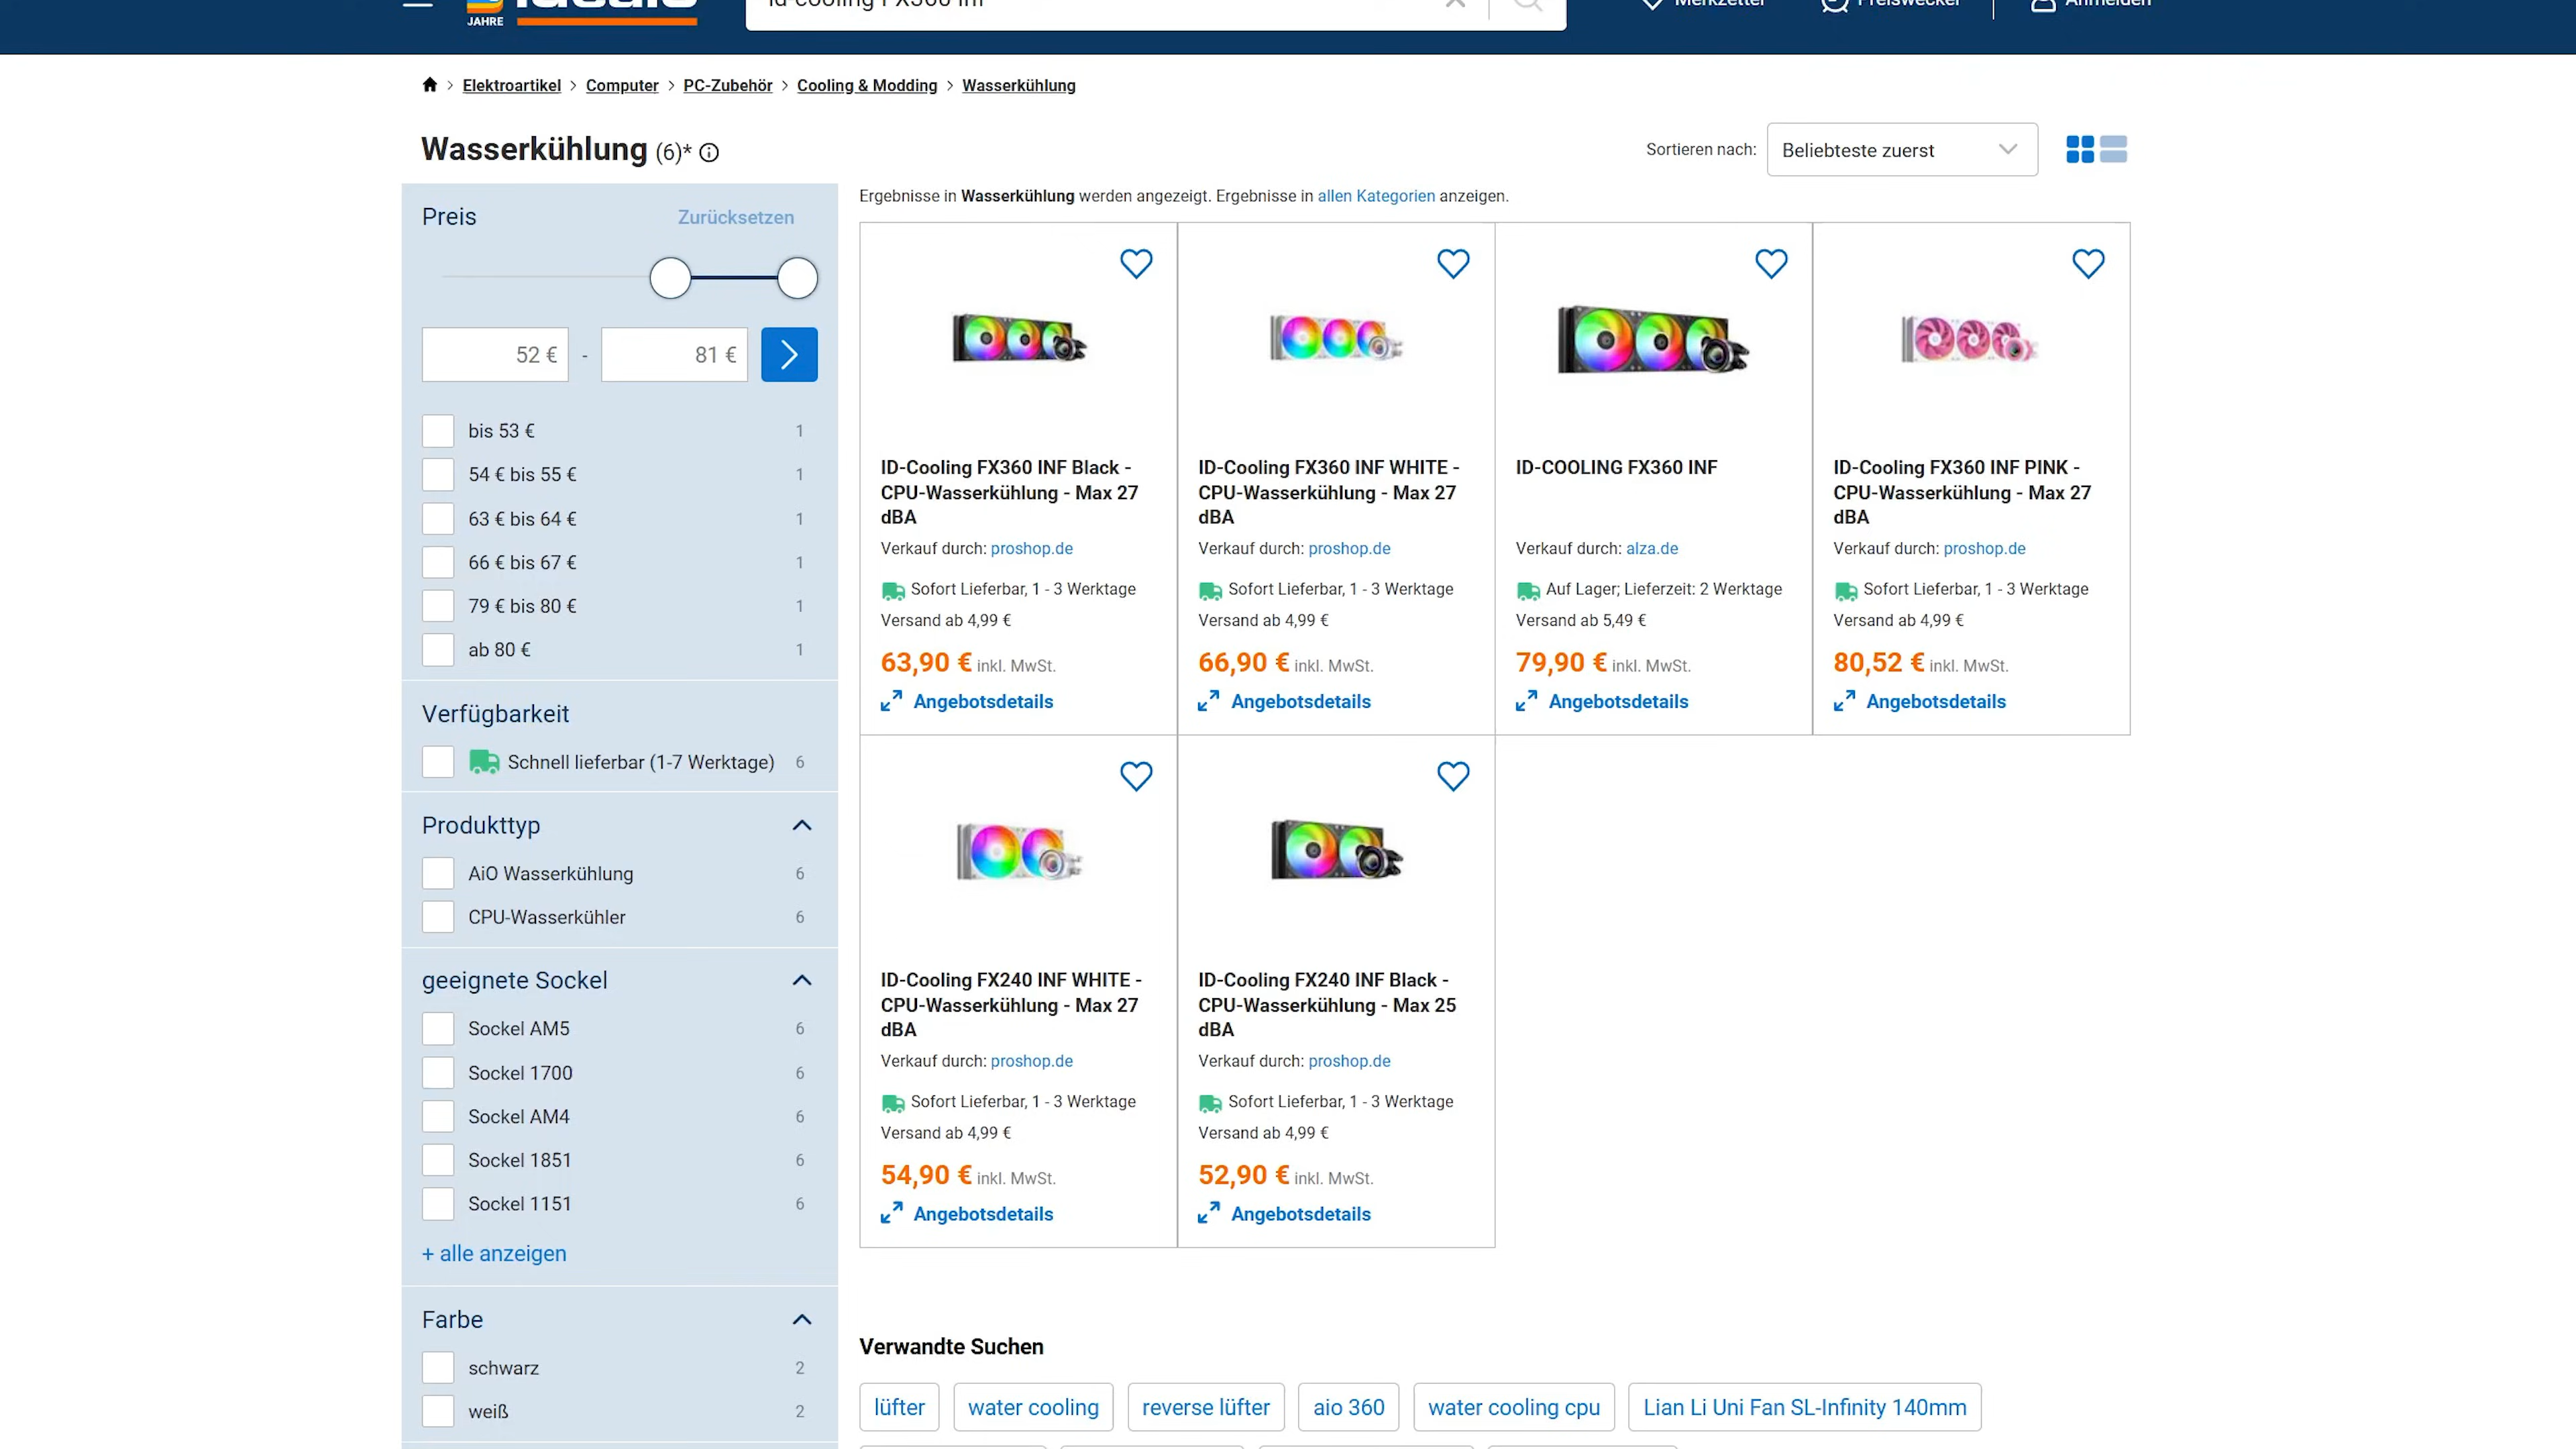 JAHRE
Elektroartikel > Computer > PC-Zubehör > Cooling & Modding > Wasserkühlung
Wasserkühlung (6)*
Sortieren nach: Beliebteste zuerst
Preis Zurücksetzen
52 € - 81 €
bis 53 € 1
54 € bis 55 € 1
63 € bis 64 € 1
66 € bis 67 € 1
79 € bis 80 € 1
ab 80 € 1
Verfügbarkeit
Schnell lieferbar (1-7 Werktage) 6
Produkttyp
AiO Wasserkühlung 6
CPU-Wasserkühler 6
geeignete Sockel
Sockel AM5 6
Sockel 1700 6
Sockel AM4 6
Sockel 1851 6
Sockel 1151 6
+ alle anzeigen
Farbe
schwarz 2
weiß 2
Ergebnisse in Wasserkühlung werden angezeigt. Ergebnisse in allen Kategorien anzeigen.
ID-Cooling FX360 INF Black -
CPU-Wasserkühlung - Max 27
dBA
Verkauf durch: proshop.de
Sofort Lieferbar, 1 - 3 Werktage
Versand ab 4,99 €
63,90 € inkl. MwSt.
Angebotsdetails
ID-Cooling FX360 INF WHITE -
CPU-Wasserkühlung - Max 27
dBA
Verkauf durch: proshop.de
Sofort Lieferbar, 1 - 3 Werktage
Versand ab 4,99 €
66,90 € inkl. MwSt.
Angebotsdetails
ID-COOLING FX360 INF
Verkauf durch: alza.de
Auf Lager; Lieferzeit: 2 Werktage
Versand ab 5,49 €
79,90 € inkl. MwSt.
Angebotsdetails
ID-Cooling FX360 INF PINK -
CPU-Wasserkühlung - Max 27
dBA
Verkauf durch: proshop.de
Sofort Lieferbar, 1 - 3 Werktage
Versand ab 4,99 €
80,52 € inkl. MwSt.
Angebotsdetails
ID-Cooling FX240 INF WHITE -
CPU-Wasserkühlung - Max 27
dBA
Verkauf durch: proshop.de
Sofort Lieferbar, 1 - 3 Werktage
Versand ab 4,99 €
54,90 € inkl. MwSt.
Angebotsdetails
ID-Cooling FX240 INF Black -
CPU-Wasserkühlung - Max 25
dBA
Verkauf durch: proshop.de
Sofort Lieferbar, 1 - 3 Werktage
Versand ab 4,99 €
52,90 € inkl. MwSt.
Angebotsdetails
Verwandte Suchen
lüfter water cooling reverse lüfter aio 360 water cooling cpu Lian Li Uni Fan SL-Infinity 140mm